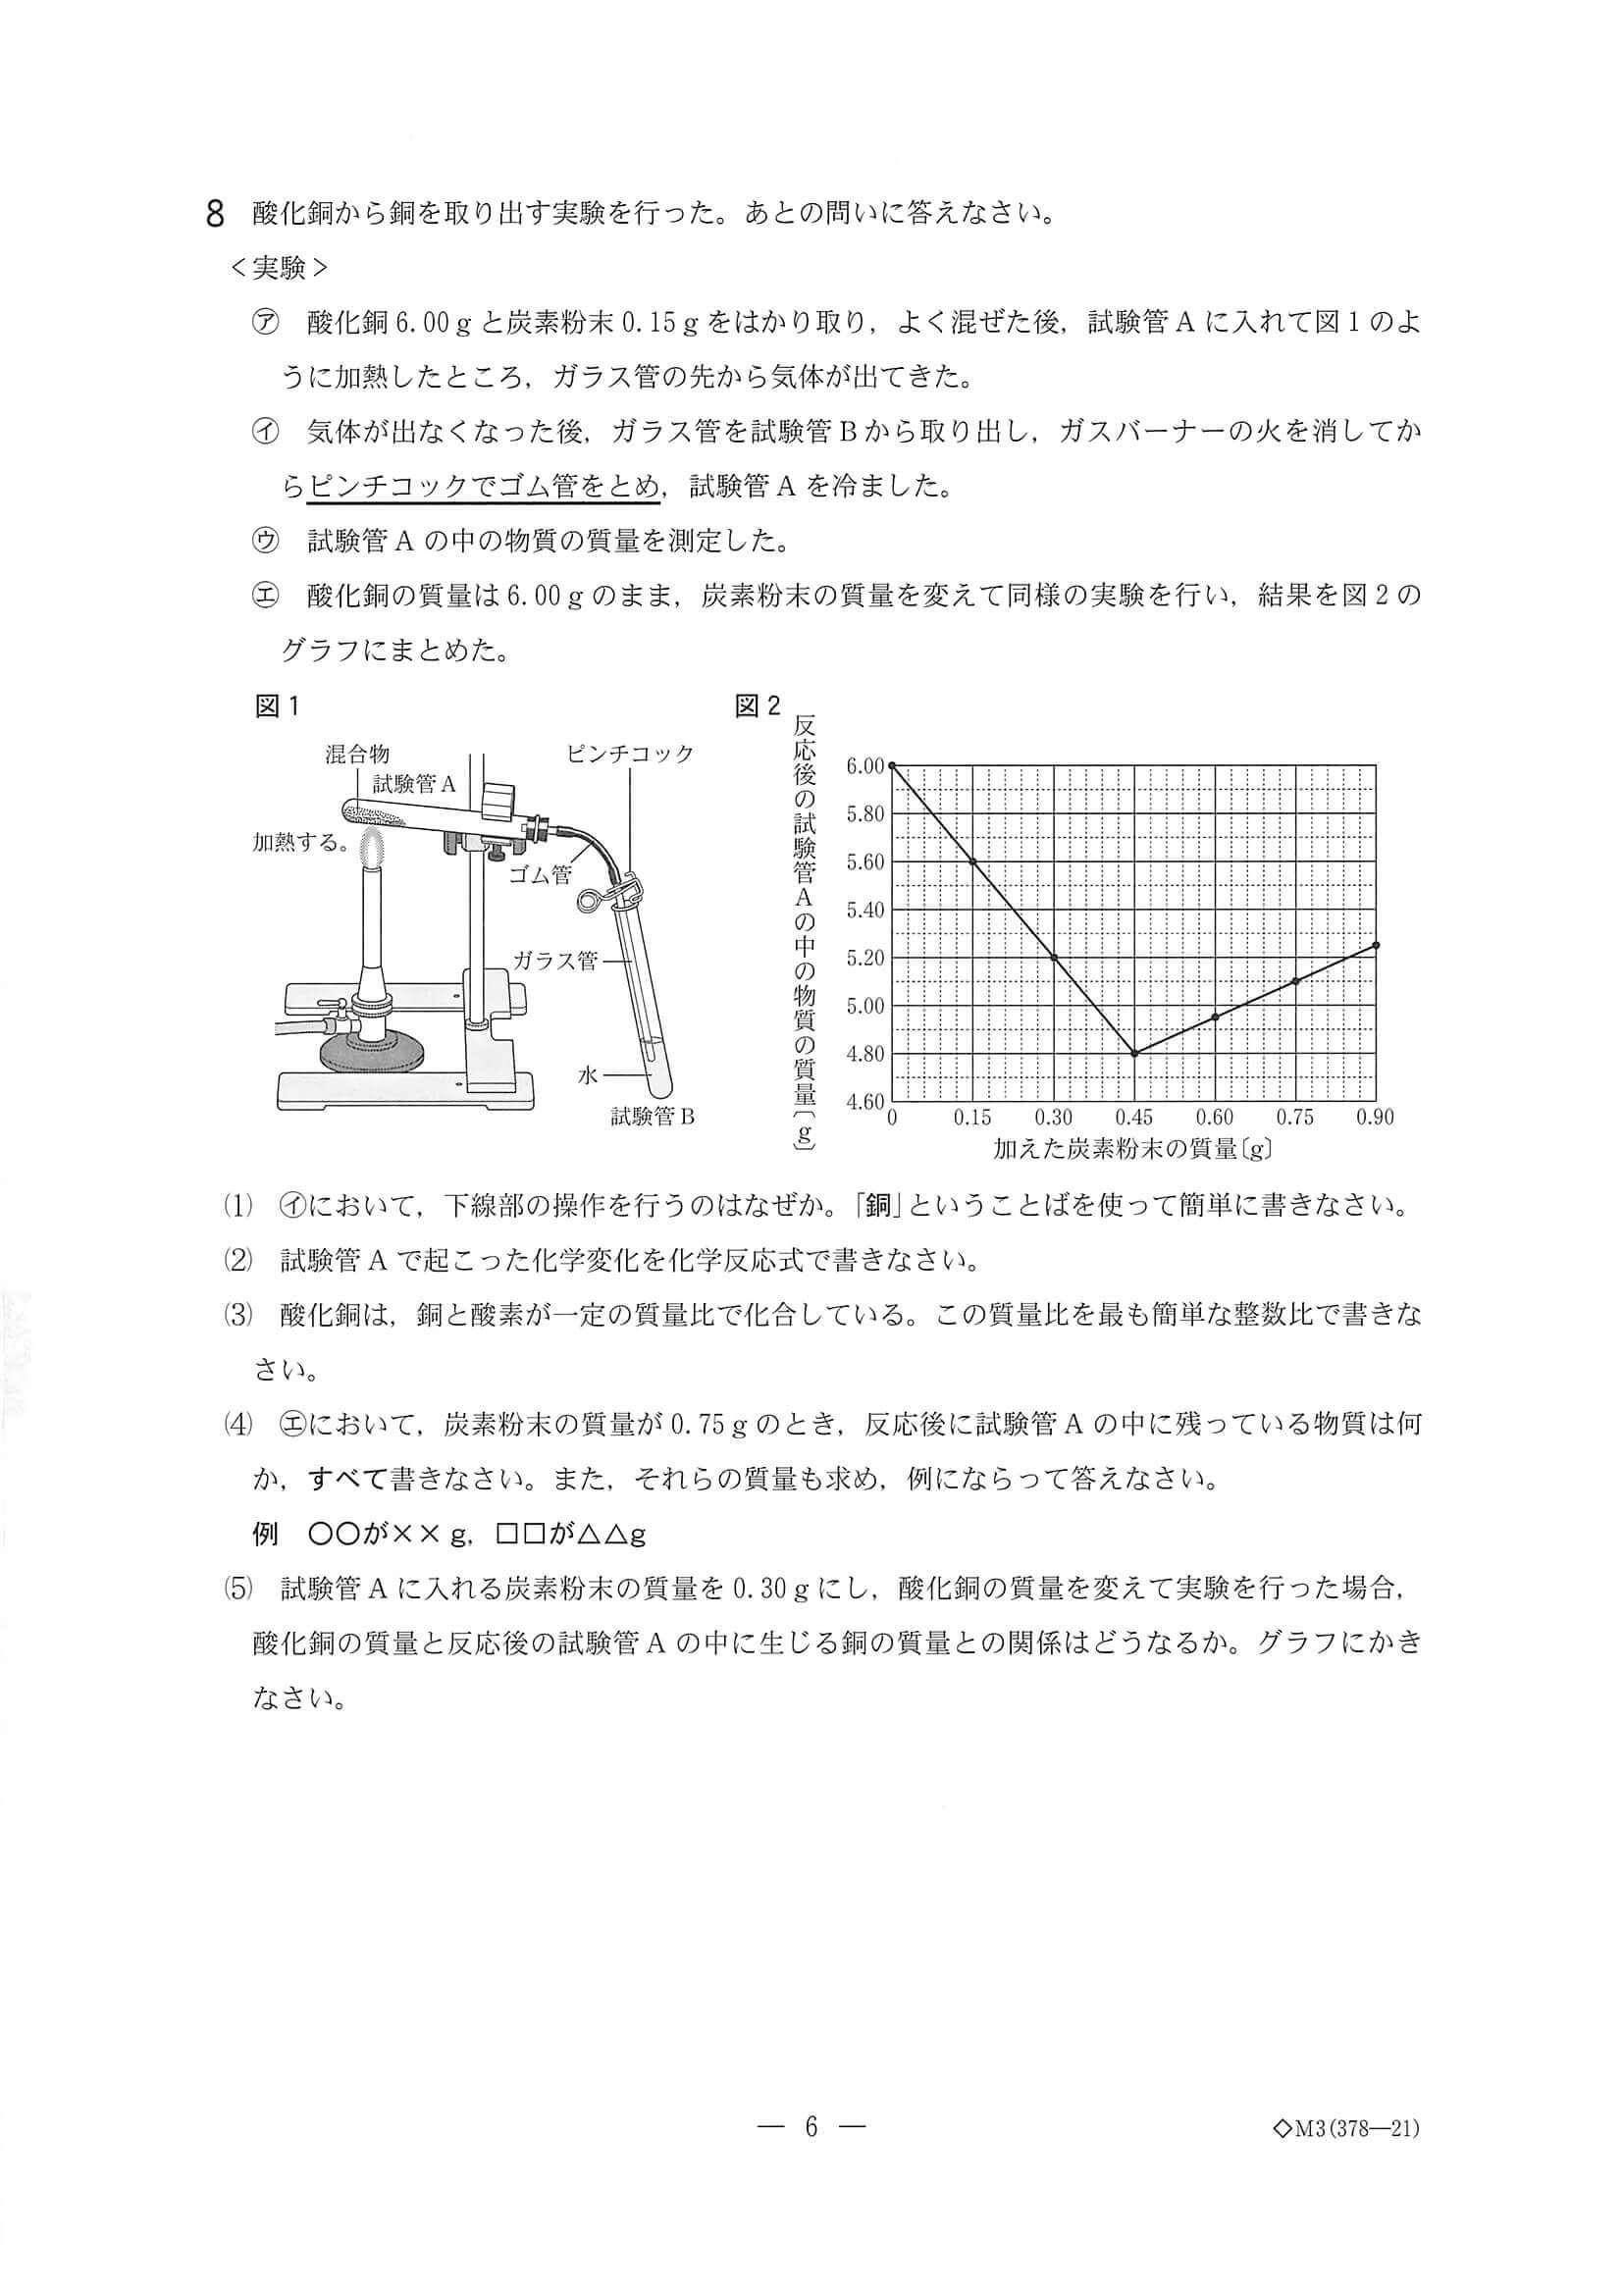 8 酸化銅から銅を取り出す実験を行った。あとの問いに答えなさい。
＜実験＞
㋐ 酸化銅6.00gと炭素粉末0.15gをはかり取り，よく混ぜた後，試験管Aに入れて図1のよ
うに加熱したところ，ガラス管の先から気体が出てきた。
㋑ 気体が出なくなった後，ガラス管を試験管Bから取り出し，ガスバーナーの火を消してか
らピンチコックでゴム管をとめ，試験管Aを冷ました。
㋒ 試験管Aの中の物質の質量を測定した。
㋓ 酸化銅の質量は6.00gのまま，炭素粉末の質量を変えて同様の実験を行い，結果を図2の
グラフにまとめた。
図1
混合物
試験管A
ピンチコック
加熱する。
ゴム管
ガラス管
水
試験管B
図2
反応後の試験管Aの中の物質の質量〔g〕
6.00
5.80
5.60
5.40
5.20
5.00
4.80
4.60
0 0.15 0.30 0.45 0.60 0.75 0.90
加えた炭素粉末の質量〔g〕
(1) ㋑において，下線部の操作を行うのはなぜか。「銅」ということばを使って簡単に書きなさい。
(2) 試験管Aで起こった化学変化を化学反応式で書きなさい。
(3) 酸化銅は，銅と酸素が一定の質量比で化合している。この質量比を最も簡単な整数比で書きな
さい。
(4) ㋓において，炭素粉末の質量が0.75gのとき，反応後に試験管Aの中に残っている物質は何
か，すべて書きなさい。また，それらの質量も求め，例にならって答えなさい。
例 〇〇が××g，□□が△△g
(5) 試験管Aに入れる炭素粉末の質量を0.30gにし，酸化銅の質量を変えて実験を行った場合，
酸化銅の質量と反応後の試験管Aの中に生じる銅の質量との関係はどうなるか。グラフにかき
なさい。
— 6 —
◇M3(378—21)